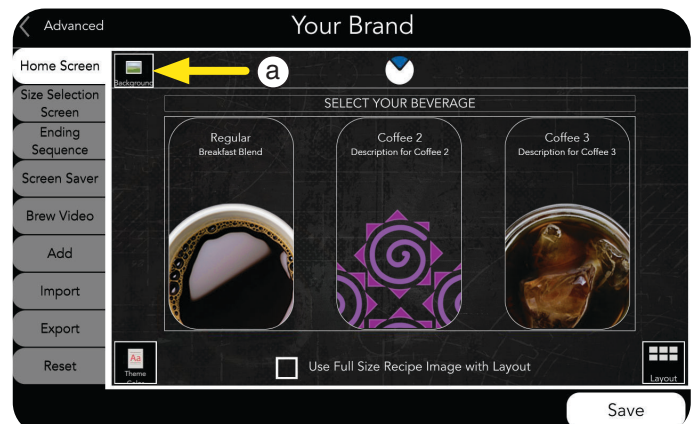 Advanced
Your Brand
Home Screen
Size Selection
Screen
Ending
Sequence
Screen Saver
Brew Video
Add
Import
Export
Reset
Background
a
SELECT YOUR BEVERAGE
Regular
Breakfast Blend
Coffee 2
Description for Coffee 2
Coffee 3
Description for Coffee 3
Aa
Theme
Color
Use Full Size Recipe Image with Layout
Layout
Save